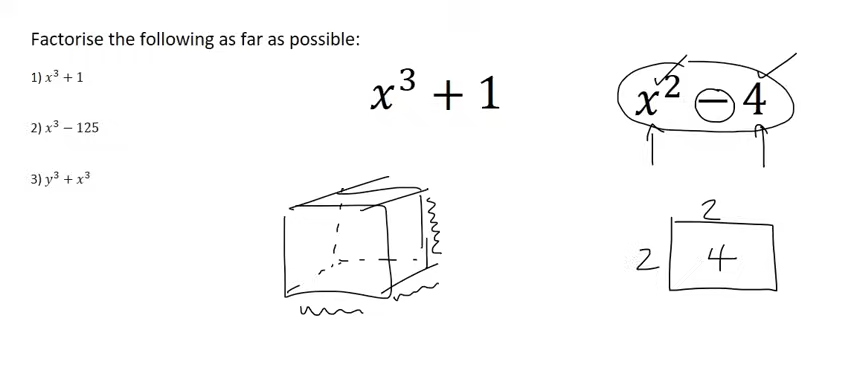 Factorise the following as far as possible:
1) x³ + 1
2) x³ − 125
3) y³ + x³
x³ + 1
x² − 4
2
2 4